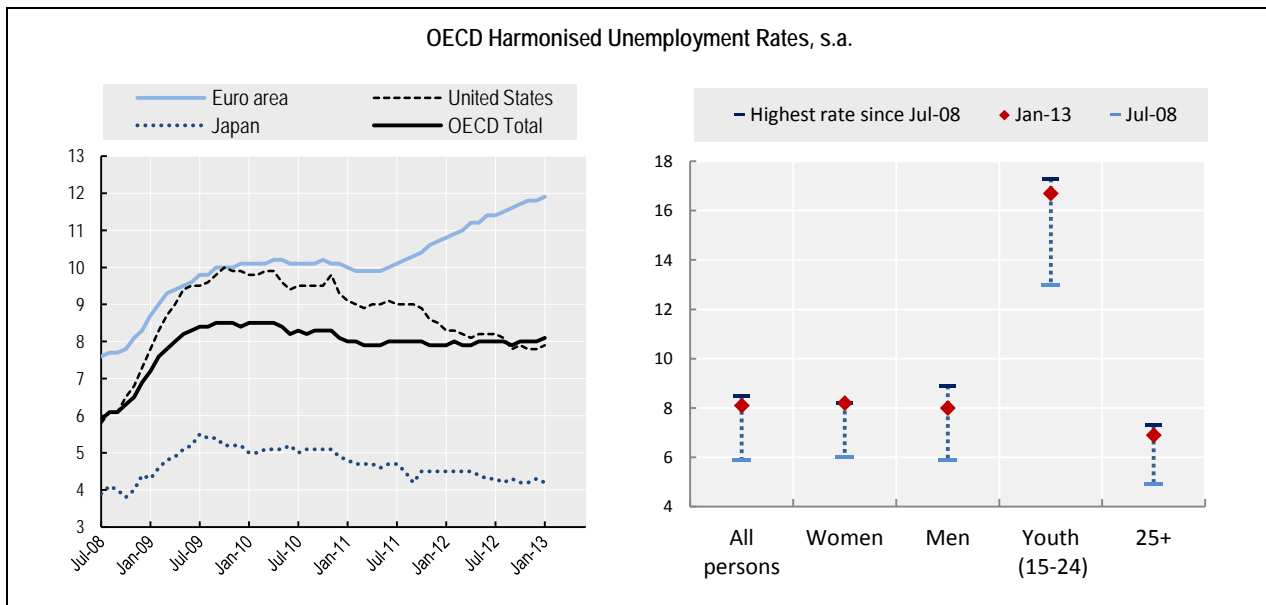 OECD Harmonised Unemployment Rates, s.a.
Euro area United States
Japan OECD Total
13
12
11
10
9
8
7
6
5
4
3
Jul-08 Jan-09 Jul-09 Jan-10 Jul-10 Jan-11 Jul-11 Jan-12 Jul-12 Jan-13
Highest rate since Jul-08 Jan-13 Jul-08
18
16
14
12
10
8
6
4
All Women Men Youth 25+
persons (15-24)